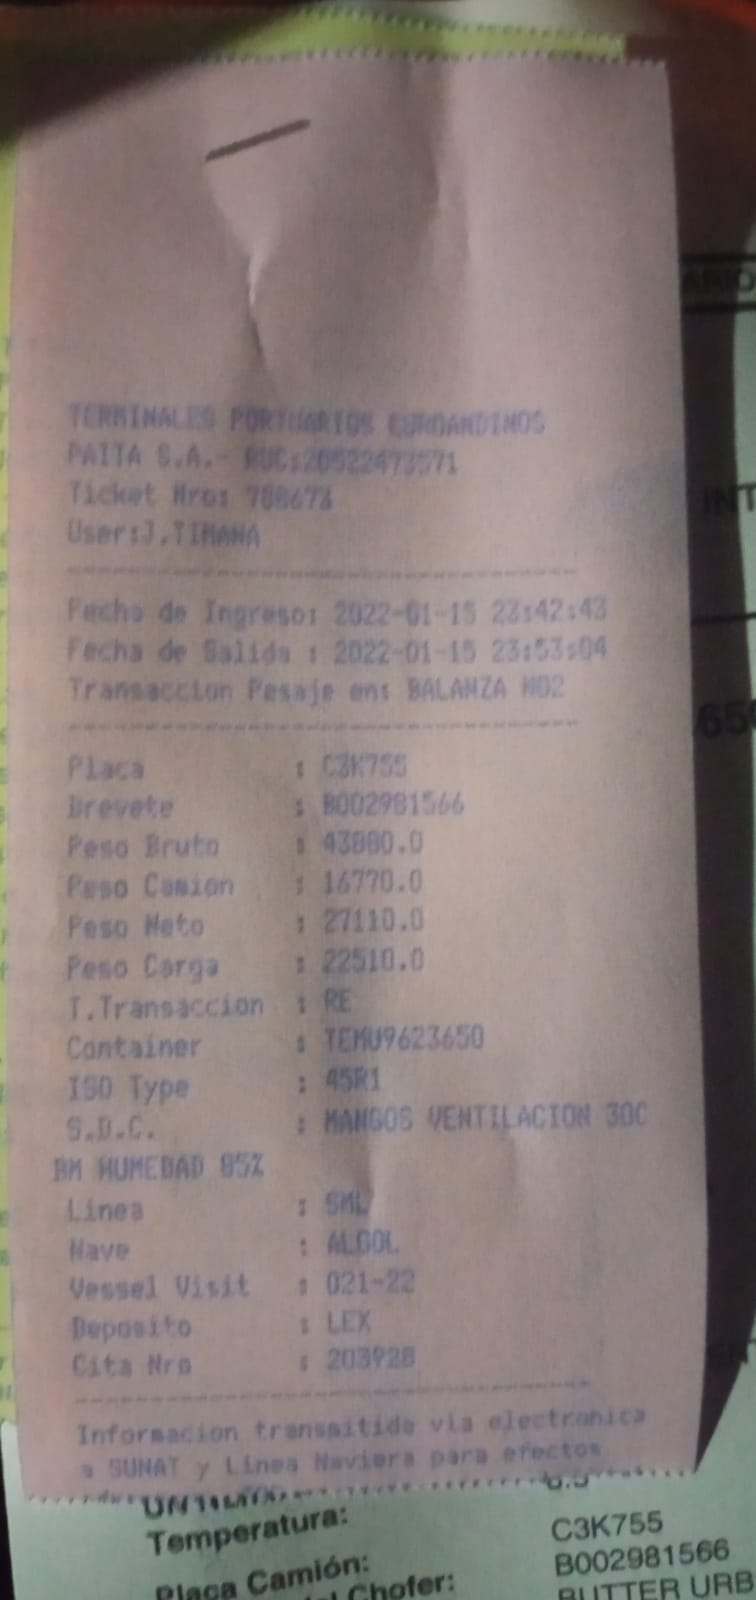 TERMINALES PORTUARIOS EUROANDINOS
PAITA S.A.- RUC:20522473571
Ticket Nro: 788673
User:J.TIMANA
Fecha de Ingreso: 2022-01-15 23:42:43
Fecha de Salida : 2022-01-15 23:53:04
Transaccion Pesaje en: BALANZA N02
Placa : C3K755
Brevete : B002981566
Peso Bruto : 43880.0
Peso Camion : 16770.0
Peso Neto : 27110.0
Peso Carga : 22510.0
T.Transaccion : RE
Container : TEMU9623650
ISO Type : 45R1
S.D.C. : MANGOS VENTILACION 30C
BM HUMEDAD 85%
Linea : SML
Nave : ALGOL
Vessel Visit : 021-22
Deposito : LEX
Cita Nro : 203928
Informacion transmitida via electronica
a SUNAT y Linea Naviera para efectos
Temperatura:
Placa Camión: C3K755
Chofer: B002981566
BUTTER URB